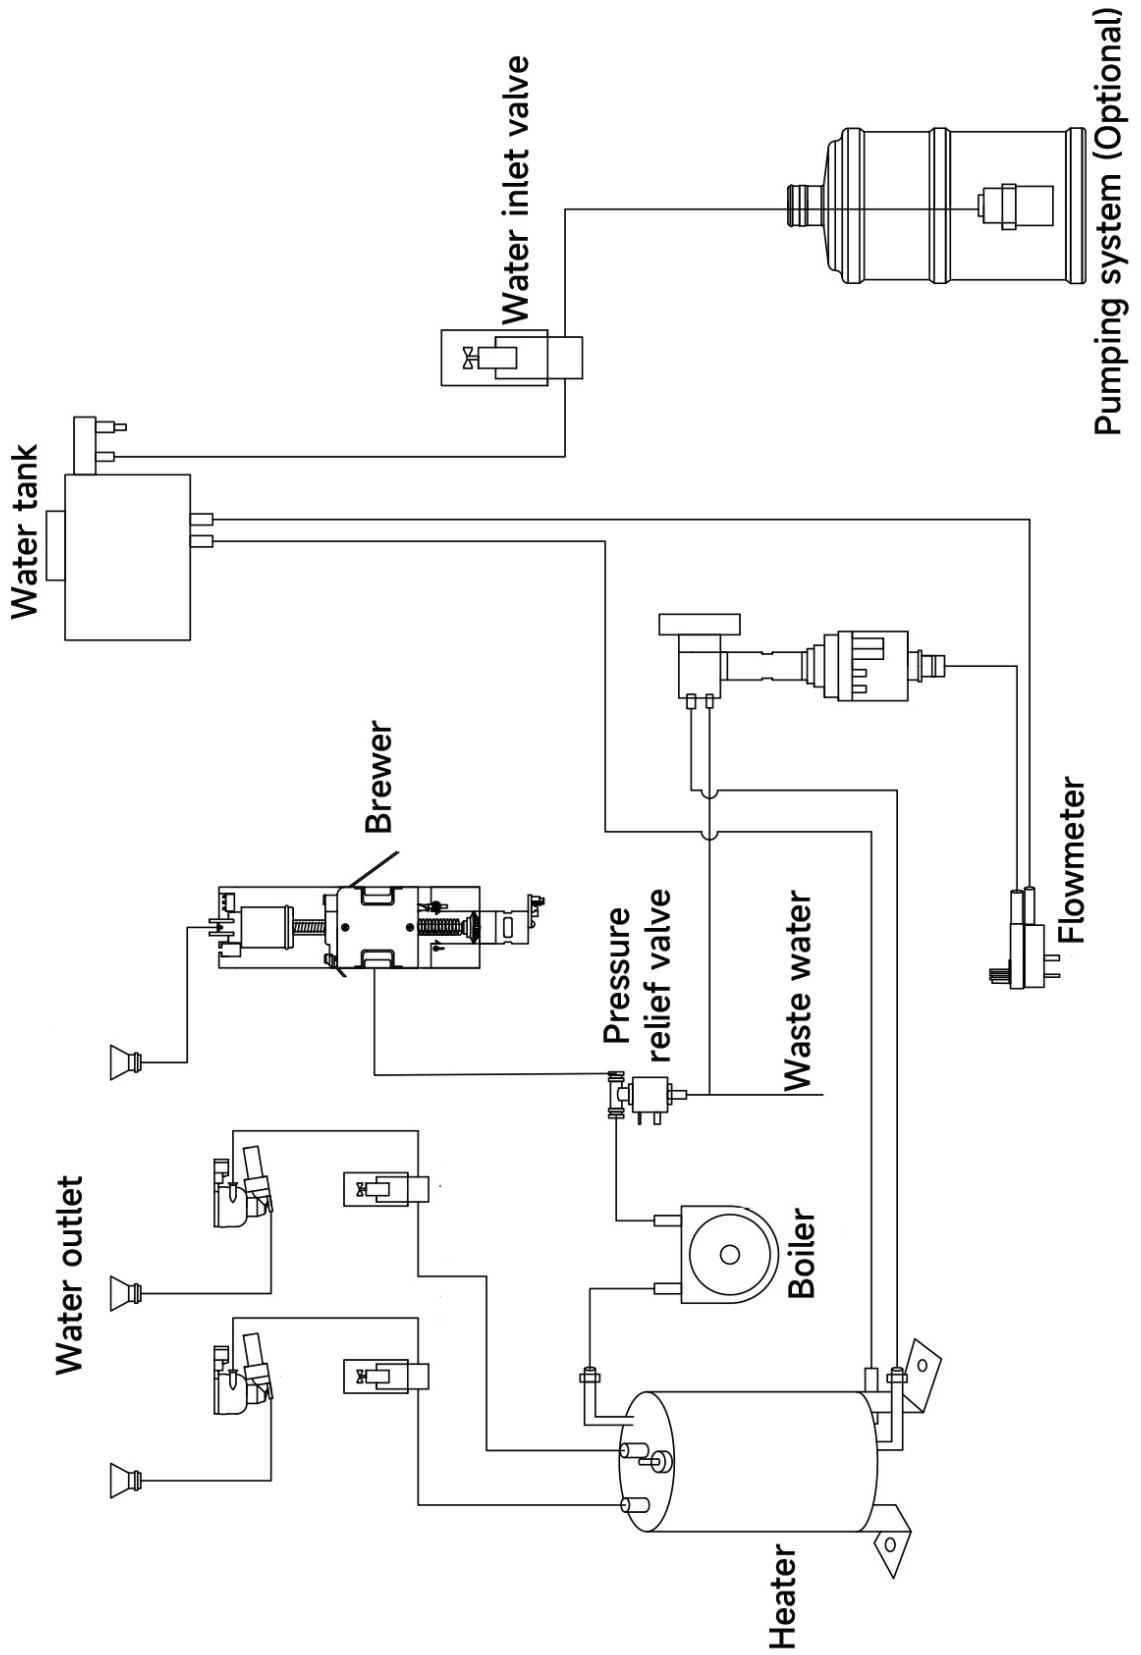 Water outlet
Water tank
Brewer
Water inlet valve
Heater
Boiler
Pressure
relief valve
Waste water
Flowmeter
Pumping system (Optional)